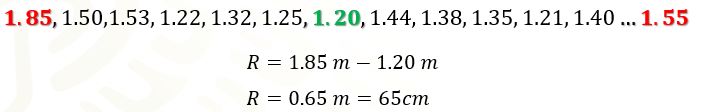 1.85, 1.50,1.53, 1.22, 1.32, 1.25, 1.20, 1.44, 1.38, 1.35, 1.21, 1.40 ... 1.55
R = 1.85 m − 1.20 m
R = 0.65 m = 65cm